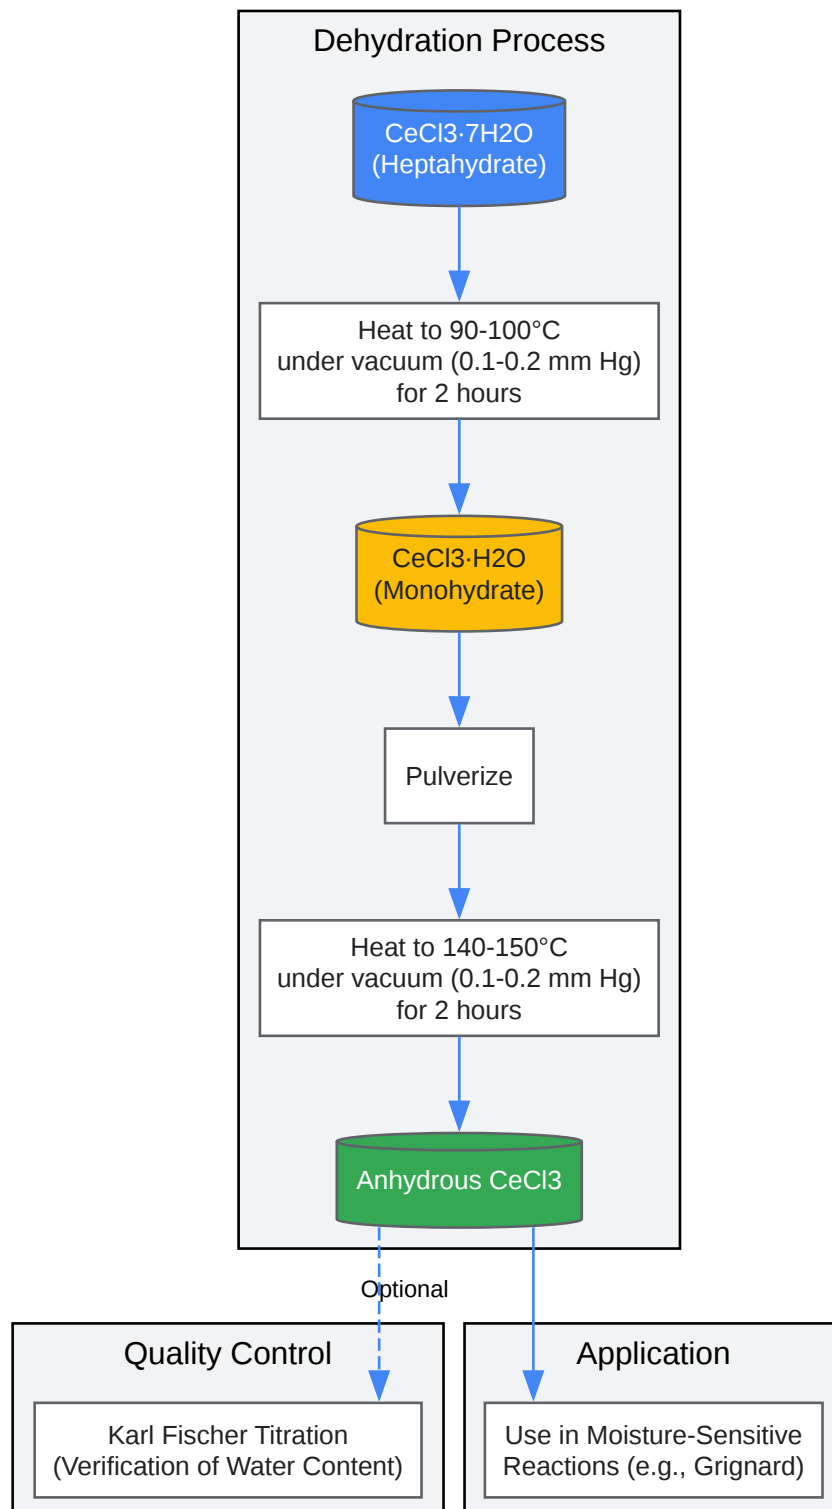 Dehydration Process
CeCl3·7H2O
(Heptahydrate)
Heat to 90-100°C
under vacuum (0.1-0.2 mm Hg)
for 2 hours
CeCl3·H2O
(Monohydrate)
Pulverize
Heat to 140-150°C
under vacuum (0.1-0.2 mm Hg)
for 2 hours
Anhydrous CeCl3
Optional
Quality Control
Karl Fischer Titration
(Verification of Water Content)
Application
Use in Moisture-Sensitive
Reactions (e.g., Grignard)